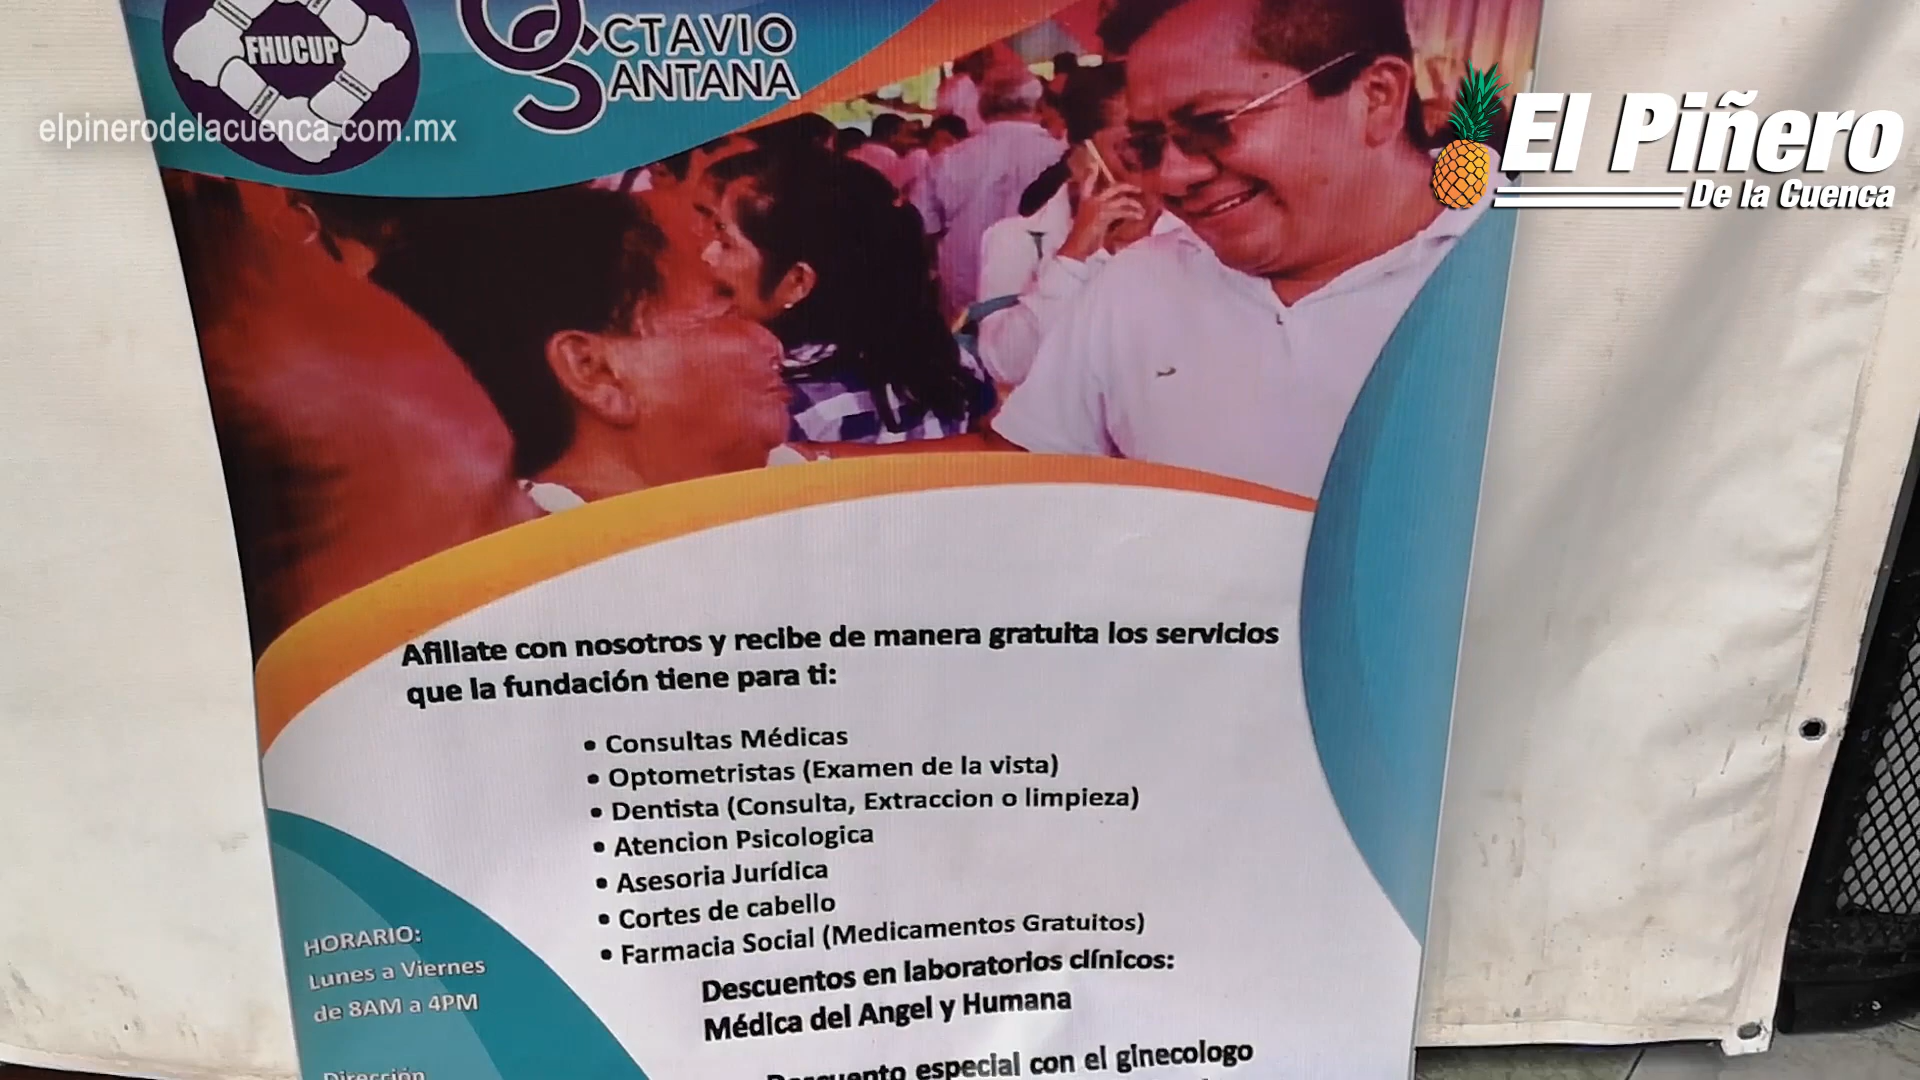 FHUCUP
OCTAVIO
SANTANA
elpinerodelacuenca.com.mx
El Piñero
De la Cuenca
Afiliate con nosotros y recibe de manera gratuita los servicios
que la fundación tiene para ti:
• Consultas Médicas
• Optometristas (Examen de la vista)
• Dentista (Consulta, Extraccion o limpieza)
• Atencion Psicologica
• Asesoria Jurídica
• Cortes de cabello
• Farmacia Social (Medicamentos Gratuitos)
Descuentos en laboratorios clínicos:
Médica del Angel y Humana
especial con el ginecologo
HORARIO:
Lunes a Viernes
de 8AM a 4PM
Dirección